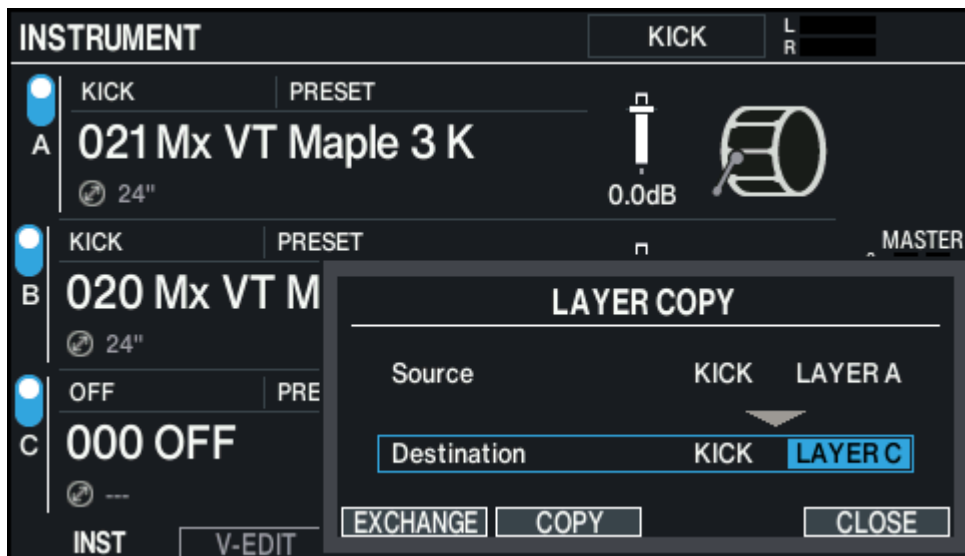 INSTRUMENT KICK L
R
KICK PRESET
A 021 Mx VT Maple 3 K
24" 0.0dB
KICK PRESET MASTER
B 020 Mx VT M
24"
LAYER COPY
Source KICK LAYER A
Destination KICK LAYER C
EXCHANGE COPY CLOSE
OFF PRE
C 000 OFF
---
INST V-EDIT